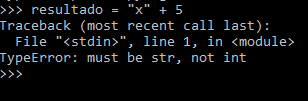 >>> resultado = "x" + 5
Traceback (most recent call last):
  File "<stdin>", line 1, in <module>
TypeError: must be str, not int
>>>